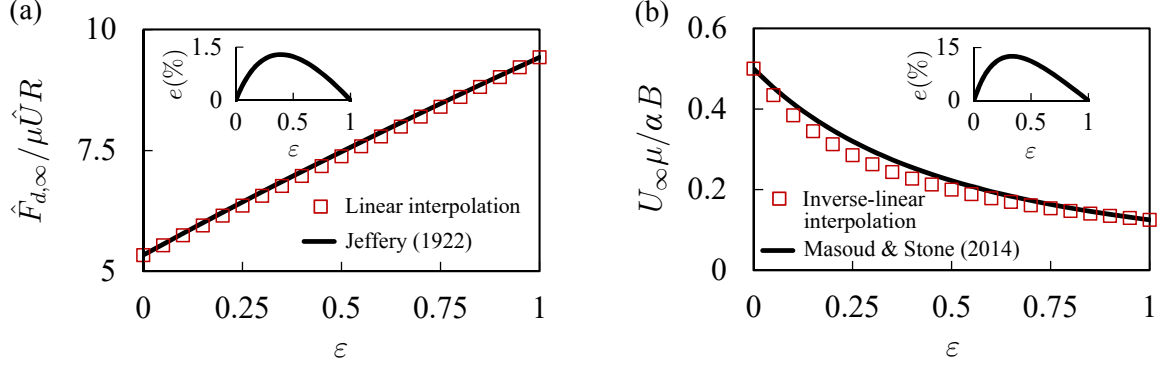 (a)
F̂d,∞/μÛR
10
7.5
5
e(%)
1.5
0
0 0.5 1
ε
Linear interpolation
Jeffery (1922)
0 0.25 0.5 0.75 1
ε
(b)
U∞μ/αB
0.6
0.4
0.2
0
e(%)
15
0
0 0.5 1
ε
Inverse-linear
interpolation
Masoud & Stone (2014)
0 0.25 0.5 0.75 1
ε